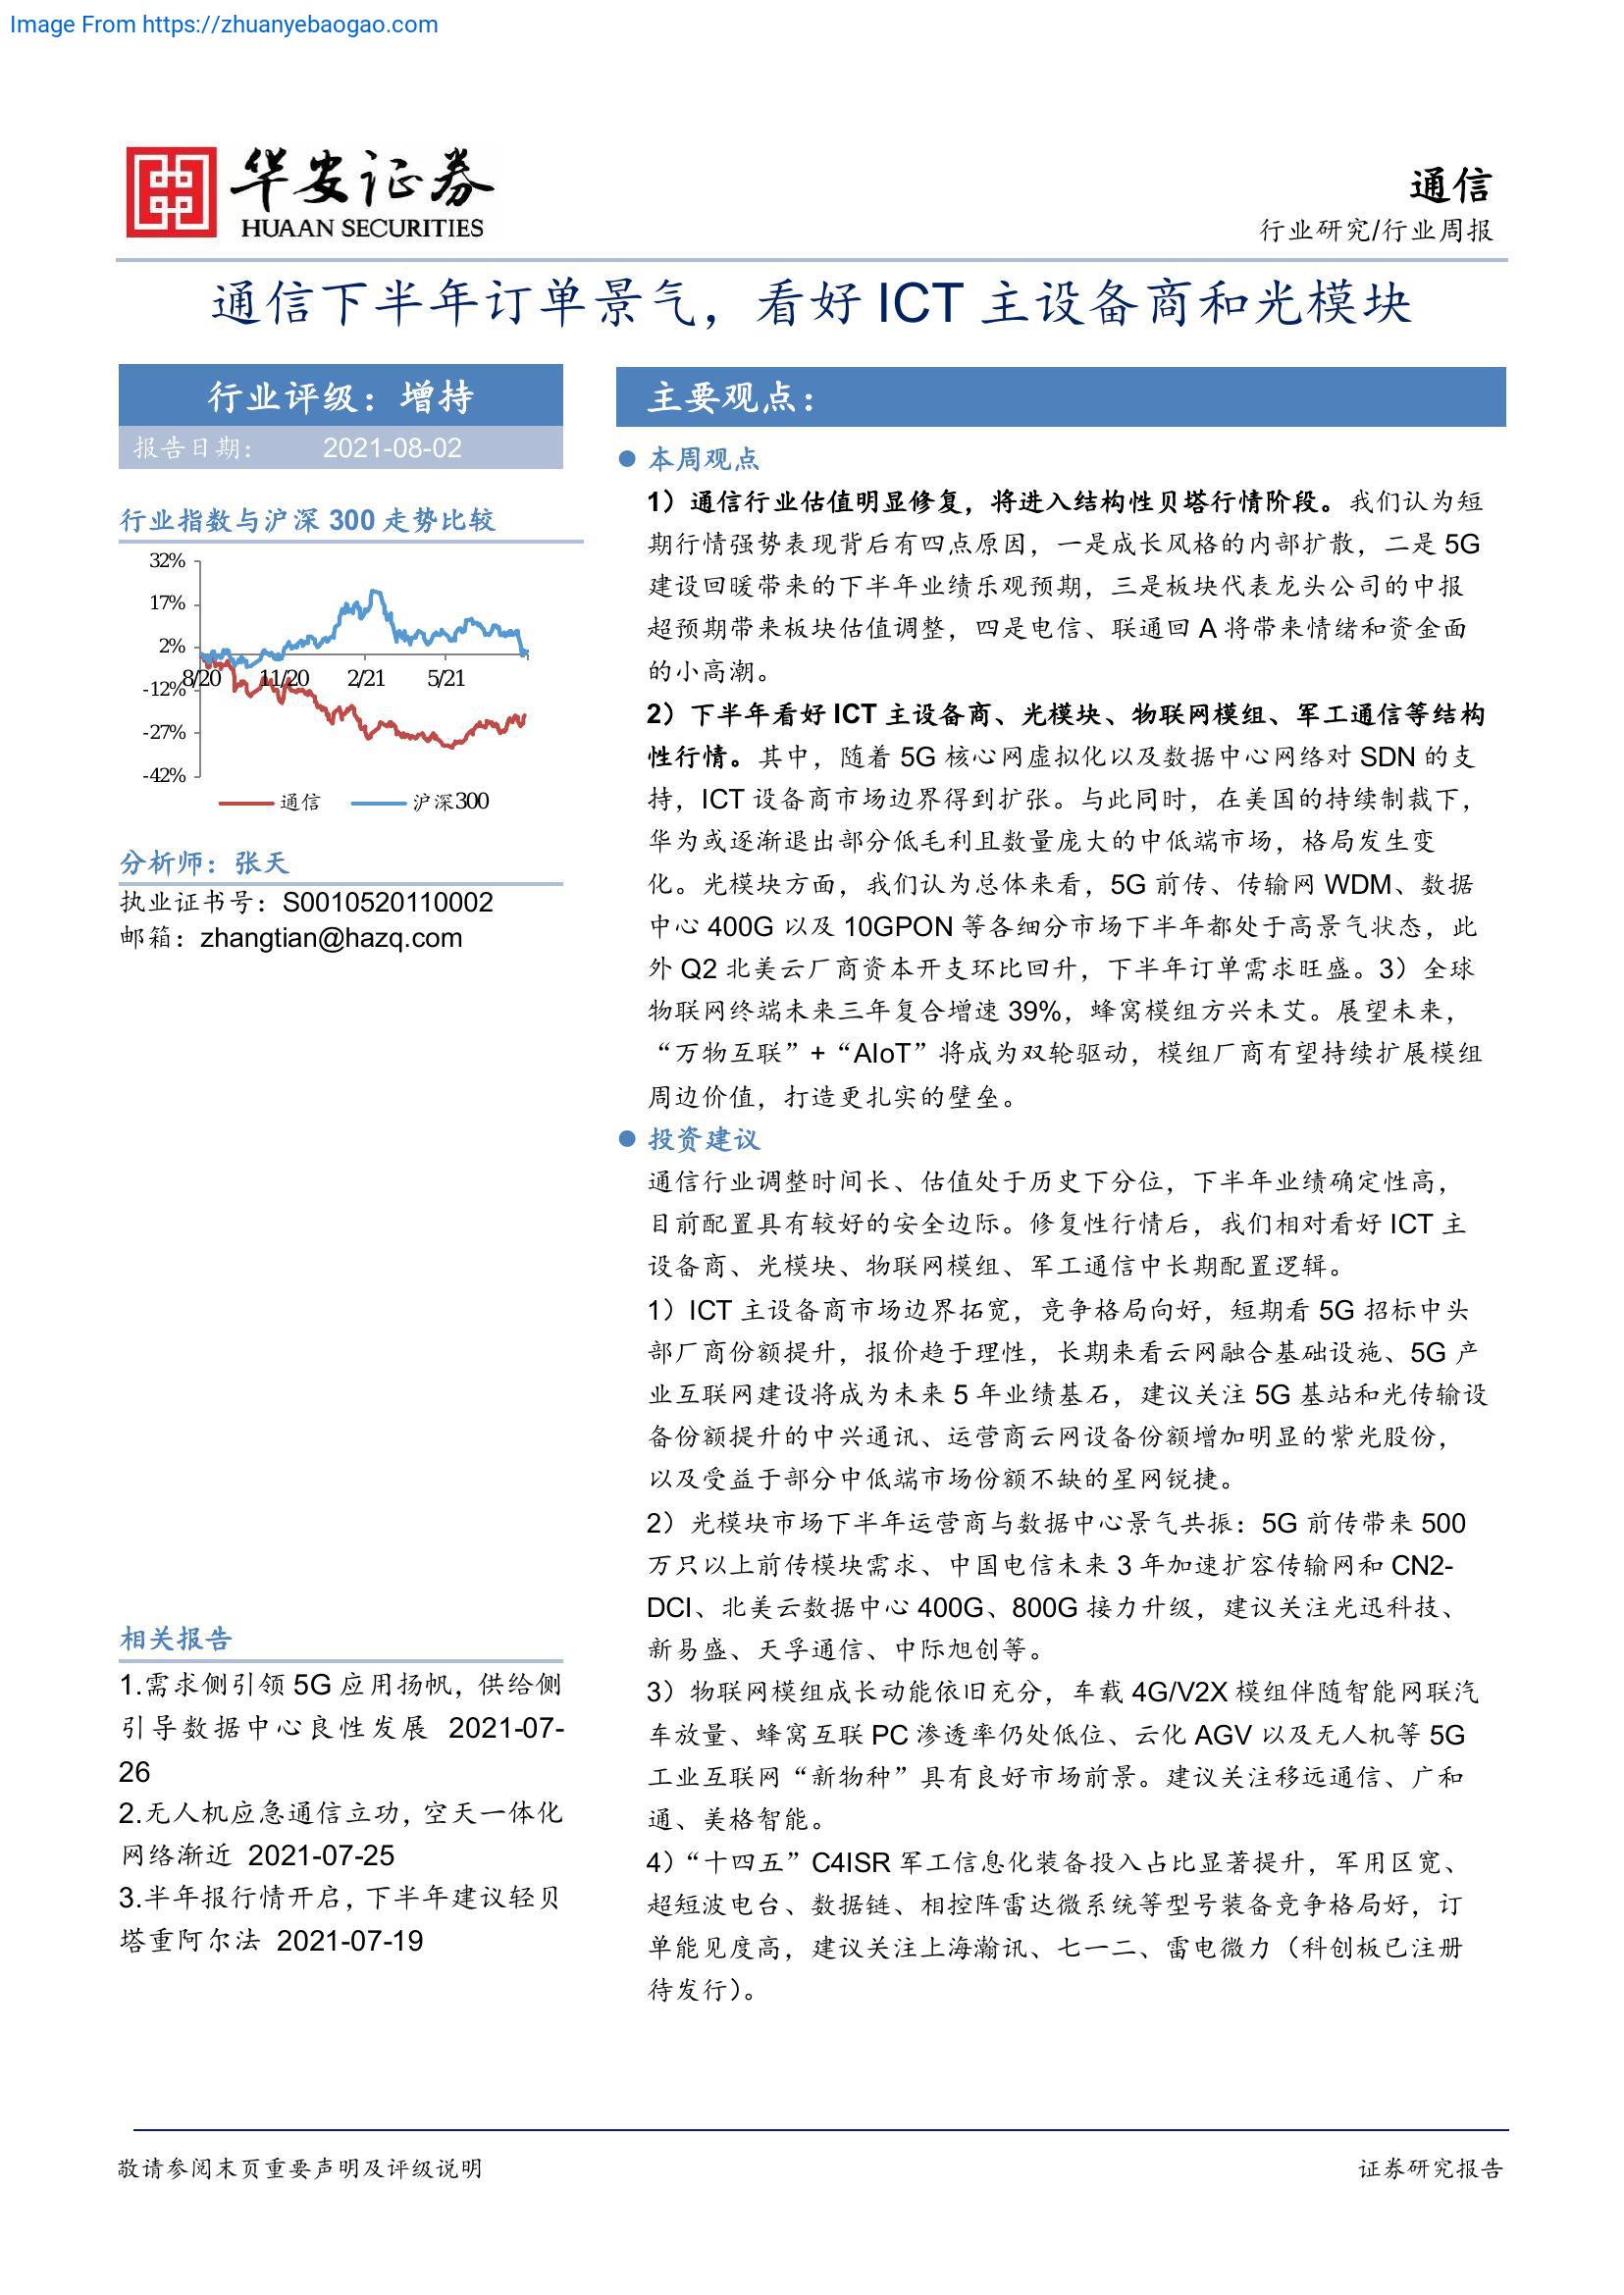 Image From https://zhuanyebaogao.com
华安证券
HUAAN SECURITIES
通信
行业研究/行业周报
通信下半年订单景气，看好 ICT 主设备商和光模块
行业评级：增持
报告日期： 2021-08-02
行业指数与沪深 300 走势比较
32%
17%
2%
-12%
-27%
-42%
8/20 11/20 2/21 5/21
通信 沪深300
分析师：张天
执业证书号：S0010520110002
邮箱：zhangtian@hazq.com
相关报告
1.需求侧引领 5G 应用扬帆，供给侧
引导数据中心良性发展 2021-07-
26
2.无人机应急通信立功，空天一体化
网络渐近 2021-07-25
3.半年报行情开启，下半年建议轻贝
塔重阿尔法 2021-07-19
主要观点：
本周观点
1）通信行业估值明显修复，将进入结构性贝塔行情阶段。我们认为短
期行情强势表现背后有四点原因，一是成长风格的内部扩散，二是 5G
建设回暖带来的下半年业绩乐观预期，三是板块代表龙头公司的中报
超预期带来板块估值调整，四是电信、联通回 A 将带来情绪和资金面
的小高潮。
2）下半年看好 ICT 主设备商、光模块、物联网模组、军工通信等结构
性行情。其中，随着 5G 核心网虚拟化以及数据中心网络对 SDN 的支
持，ICT 设备商市场边界得到扩张。与此同时，在美国的持续制裁下，
华为或逐渐退出部分低毛利且数量庞大的中低端市场，格局发生变
化。光模块方面，我们认为总体来看，5G 前传、传输网 WDM、数据
中心 400G 以及 10GPON 等各细分市场下半年都处于高景气状态，此
外 Q2 北美云厂商资本开支环比回升，下半年订单需求旺盛。3）全球
物联网终端未来三年复合增速 39%，蜂窝模组方兴未艾。展望未来，
“万物互联”+“AIoT”将成为双轮驱动，模组厂商有望持续扩展模组
周边价值，打造更扎实的壁垒。
投资建议
通信行业调整时间长、估值处于历史下分位，下半年业绩确定性高，
目前配置具有较好的安全边际。修复性行情后，我们相对看好 ICT 主
设备商、光模块、物联网模组、军工通信中长期配置逻辑。
1）ICT 主设备商市场边界拓宽，竞争格局向好，短期看 5G 招标中头
部厂商份额提升，报价趋于理性，长期来看云网融合基础设施、5G 产
业互联网建设将成为未来 5 年业绩基石，建议关注 5G 基站和光传输设
备份额提升的中兴通讯、运营商云网设备份额增加明显的紫光股份，
以及受益于部分中低端市场份额不缺的星网锐捷。
2）光模块市场下半年运营商与数据中心景气共振：5G 前传带来 500
万只以上前传模块需求、中国电信未来 3 年加速扩容传输网和 CN2-
DCI、北美云数据中心 400G、800G 接力升级，建议关注光迅科技、
新易盛、天孚通信、中际旭创等。
3）物联网模组成长动能依旧充分，车载 4G/V2X 模组伴随智能网联汽
车放量、蜂窝互联 PC 渗透率仍处低位、云化 AGV 以及无人机等 5G
工业互联网“新物种”具有良好市场前景。建议关注移远通信、广和
通、美格智能。
4）“十四五”C4ISR 军工信息化装备投入占比显著提升，军用区宽、
超短波电台、数据链、相控阵雷达微系统等型号装备竞争格局好，订
单能见度高，建议关注上海瀚讯、七一二、雷电微力（科创板已注册
待发行）。
敬请参阅末页重要声明及评级说明
证券研究报告